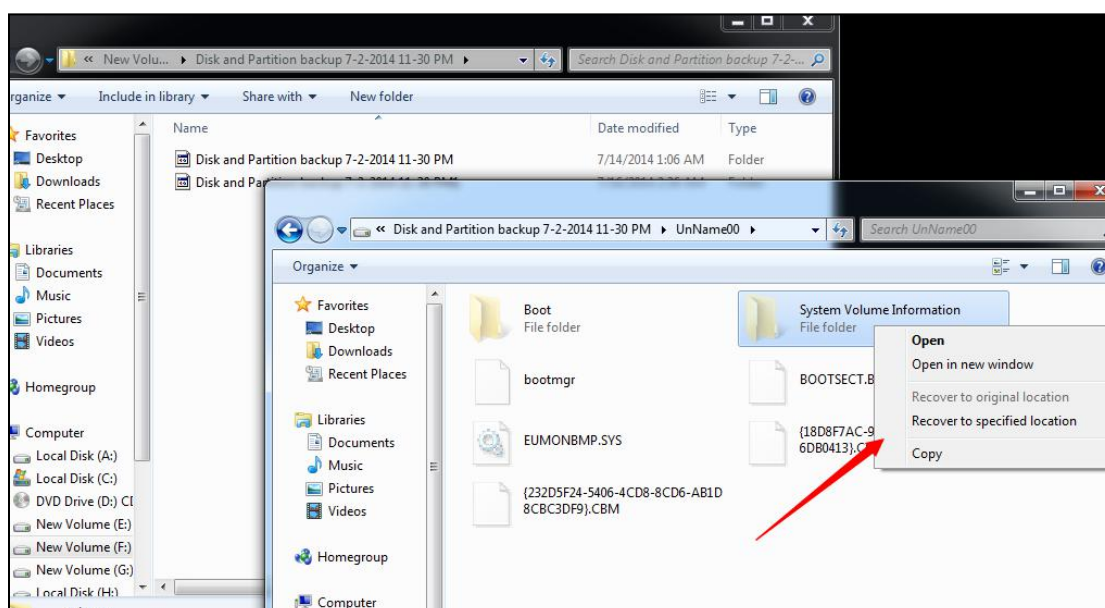 « New Volu... ▸ Disk and Partition backup 7-2-2014 11-30 PM ▸
Search Disk and Partition backup 7-2-...
rganize
Include in library
Share with
New folder
Name
Date modified
Type
Favorites
Desktop
Downloads
Recent Places
Libraries
Documents
Music
Pictures
Videos
Homegroup
Computer
Local Disk (A:)
Local Disk (C:)
DVD Drive (D:) CI
New Volume (E:)
New Volume (F:)
New Volume (G:)
Local Disk (H:)
Disk and Partition backup 7-2-2014 11-30 PM
7/14/2014 1:06 AM
Folder
Disk and Par
« Disk and Partition backup 7-2-2014 11-30 PM ▸ UnName00 ▸
Search UnName00
Organize
Favorites
Desktop
Downloads
Recent Places
Libraries
Documents
Music
Pictures
Videos
Homegroup
Computer
Boot
File folder
System Volume Information
File folder
bootmgr
BOOTSECT.B
EUMONBMP.SYS
{18D8F7AC-9
6DB0413}.C
{232D5F24-5406-4CD8-8CD6-AB1D
8CBC3DF9}.CBM
Open
Open in new window
Recover to original location
Recover to specified location
Copy